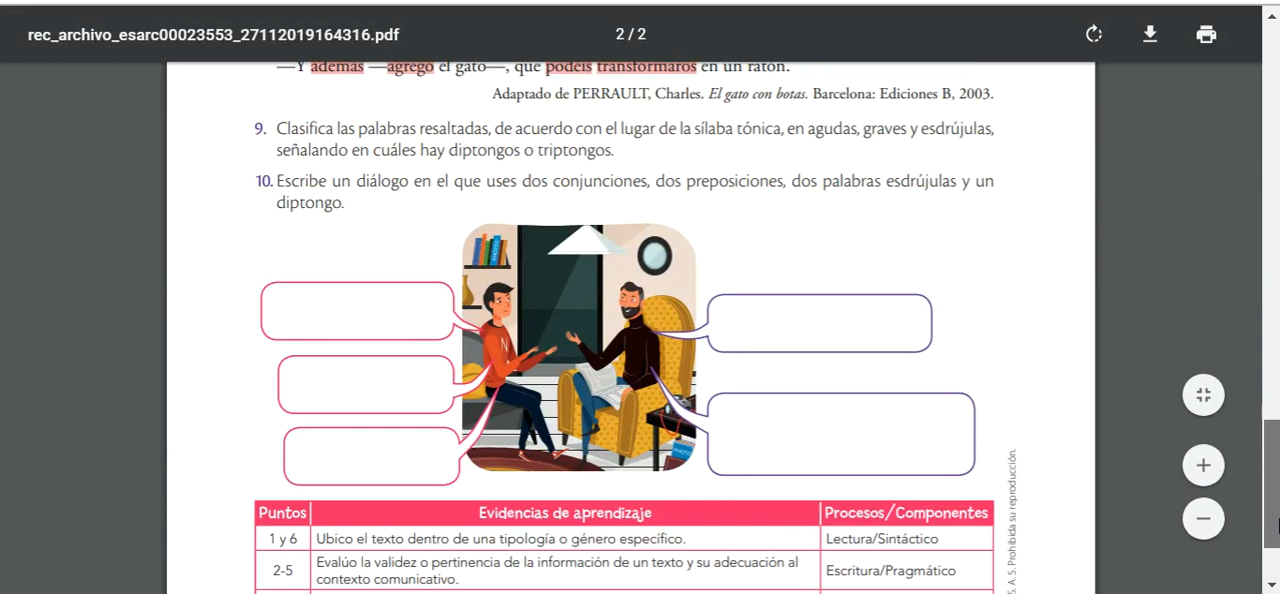 rec_archivo_esarc00023553_27112019164316.pdf
2 / 2
—Y además —agregó el gato—, que podéis transformaros en un ratón.
Adaptado de PERRAULT, Charles. El gato con botas. Barcelona: Ediciones B, 2003.
9. Clasifica las palabras resaltadas, de acuerdo con el lugar de la sílaba tónica, en agudas, graves y esdrújulas,
señalando en cuáles hay diptongos o triptongos.
10. Escribe un diálogo en el que uses dos conjunciones, dos preposiciones, dos palabras esdrújulas y un
diptongo.
N
Puntos Evidencias de aprendizaje Procesos/Componentes
1 y 6 Ubico el texto dentro de una tipología o género específico. Lectura/Sintáctico
2-5 Evalúo la validez o pertinencia de la información de un texto y su adecuación al
contexto comunicativo. Escritura/Pragmático
S. A. S. Prohibida su reproducción.